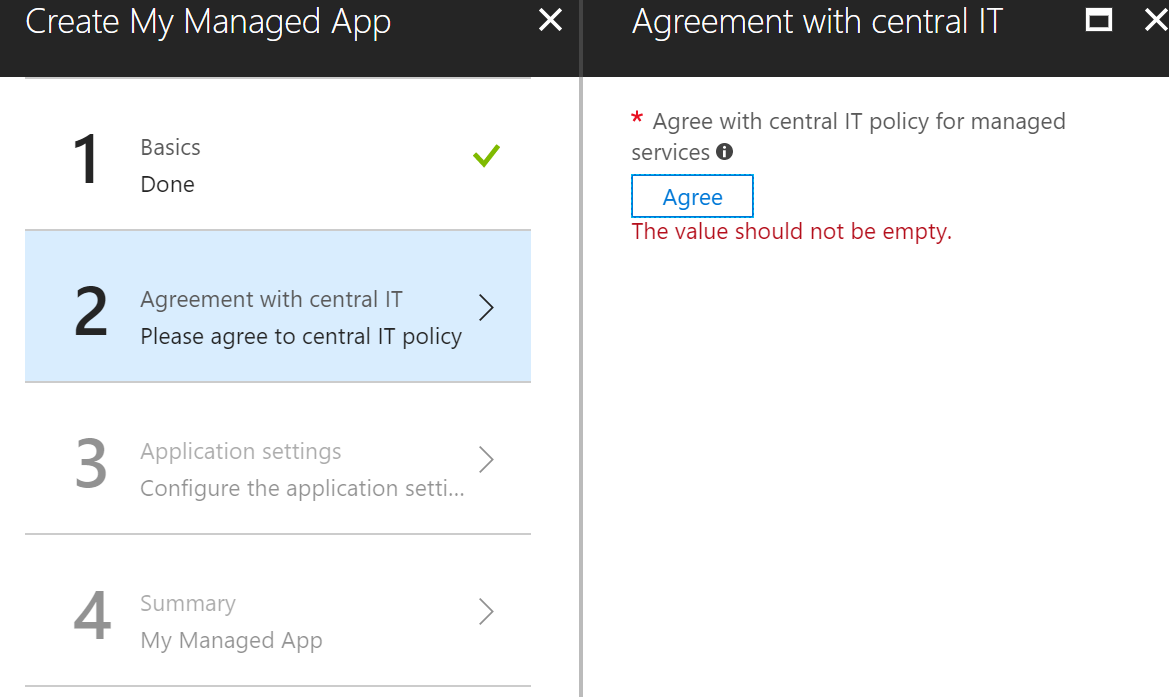 Create My Managed App
1
Basics
Done
2
Agreement with central IT
Please agree to central IT policy
3
Application settings
Configure the application setti...
4
Summary
My Managed App
Agreement with central IT
* Agree with central IT policy for managed
services
Agree
The value should not be empty.